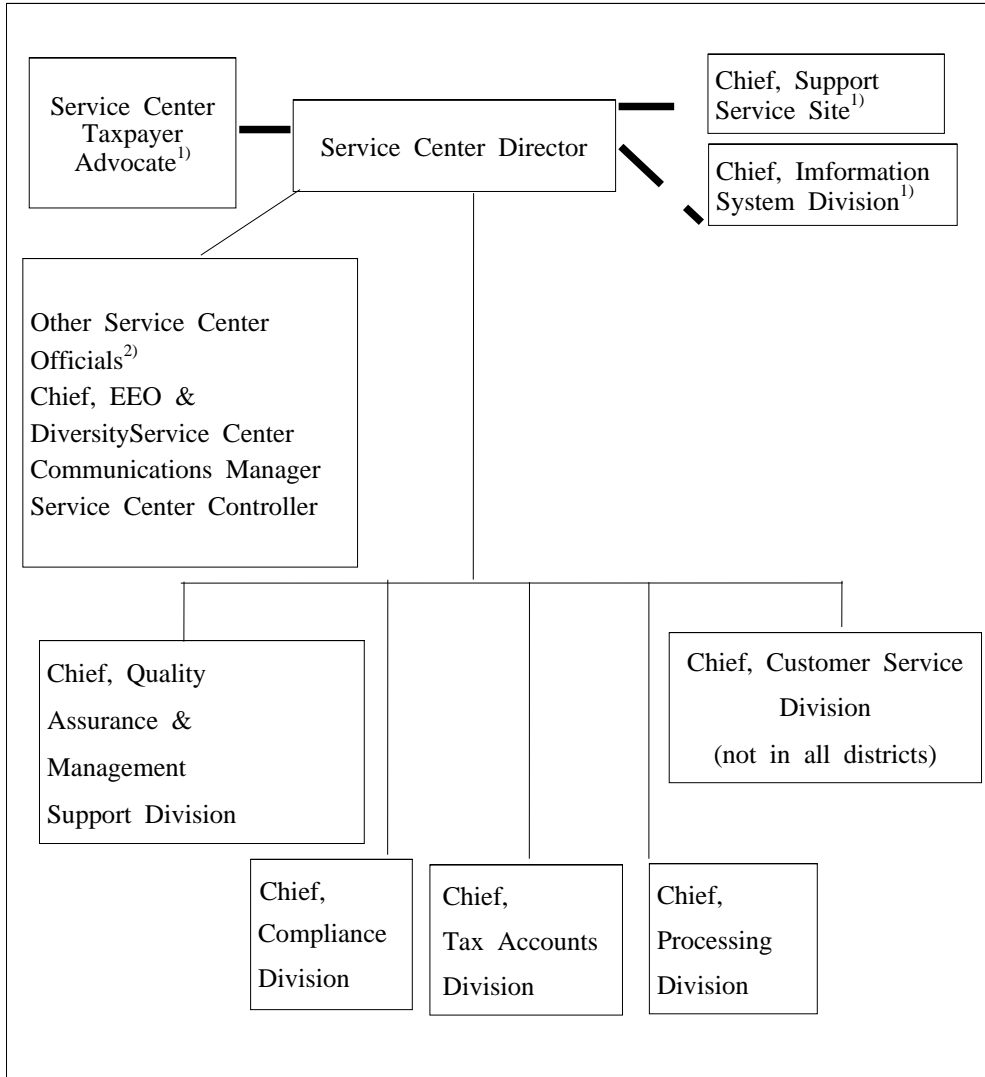 Service Center
Taxpayer
Advocate1)
Service Center Director
Chief, Support
Service Site1)
Chief, Imformation
System Division1)
Other Service Center
Officials2)
Chief, EEO &
DiversityService Center
Communications Manager
Service Center Controller
Chief, Quality
Assurance &
Management
Support Division
Chief, Customer Service
Division
(not in all districts)
Chief,
Compliance
Division
Chief,
Tax Accounts
Division
Chief,
Processing
Division